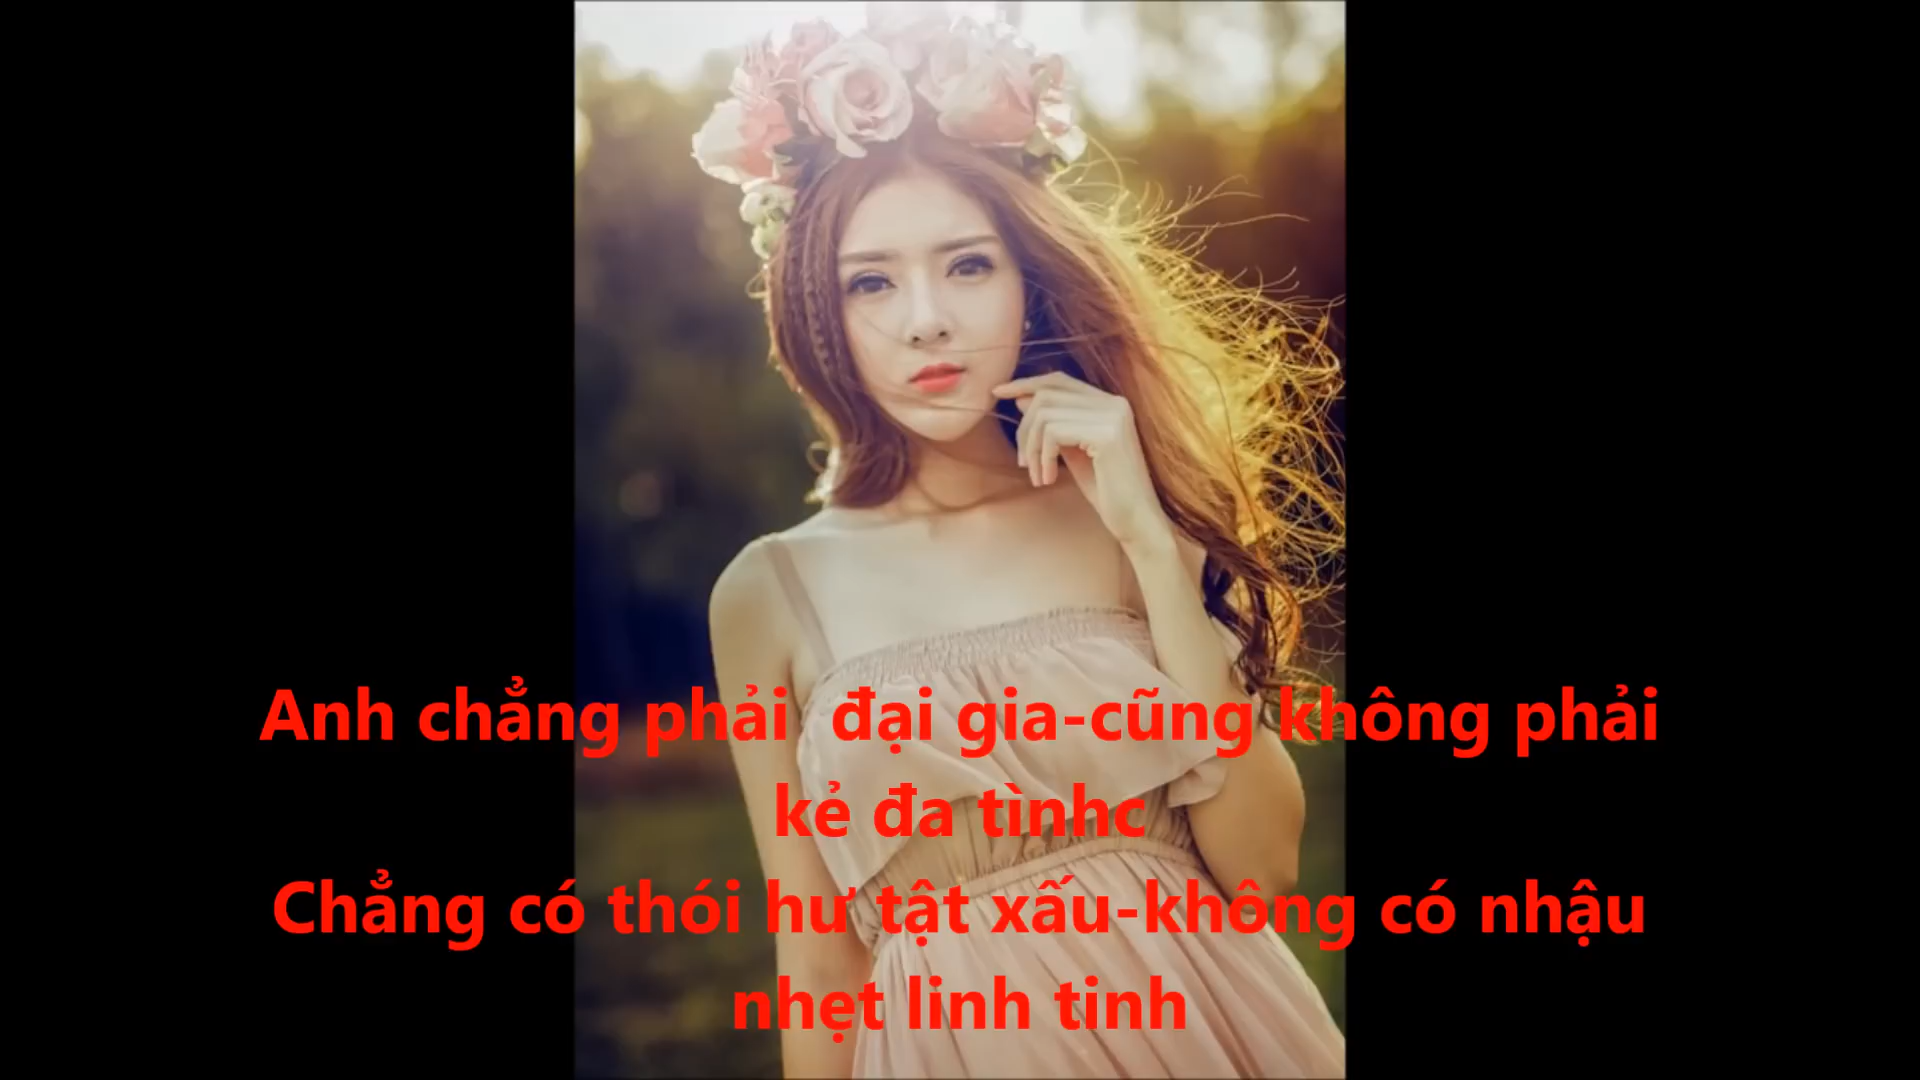 Anh chẳng phải  đại gia-cũng không phải
kẻ đa tìnhc
Chẳng có thói hư tật xấu-không có nhậu
nhẹt linh tinh